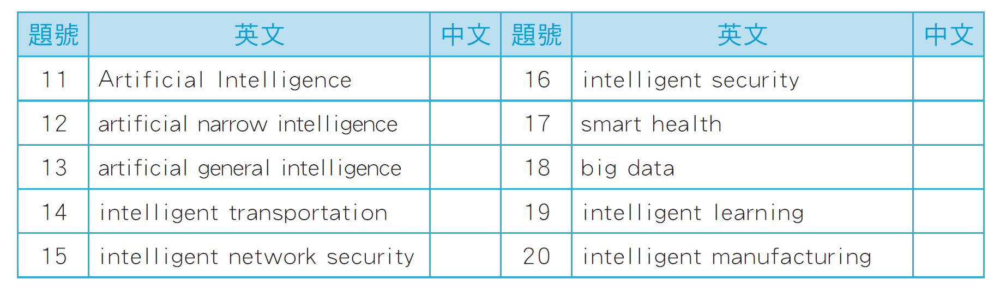 題號 英文 中文 題號 英文 中文
11 Artificial Intelligence 16 intelligent security
12 artificial narrow intelligence 17 smart health
13 artificial general intelligence 18 big data
14 intelligent transportation 19 intelligent learning
15 intelligent network security 20 intelligent manufacturing